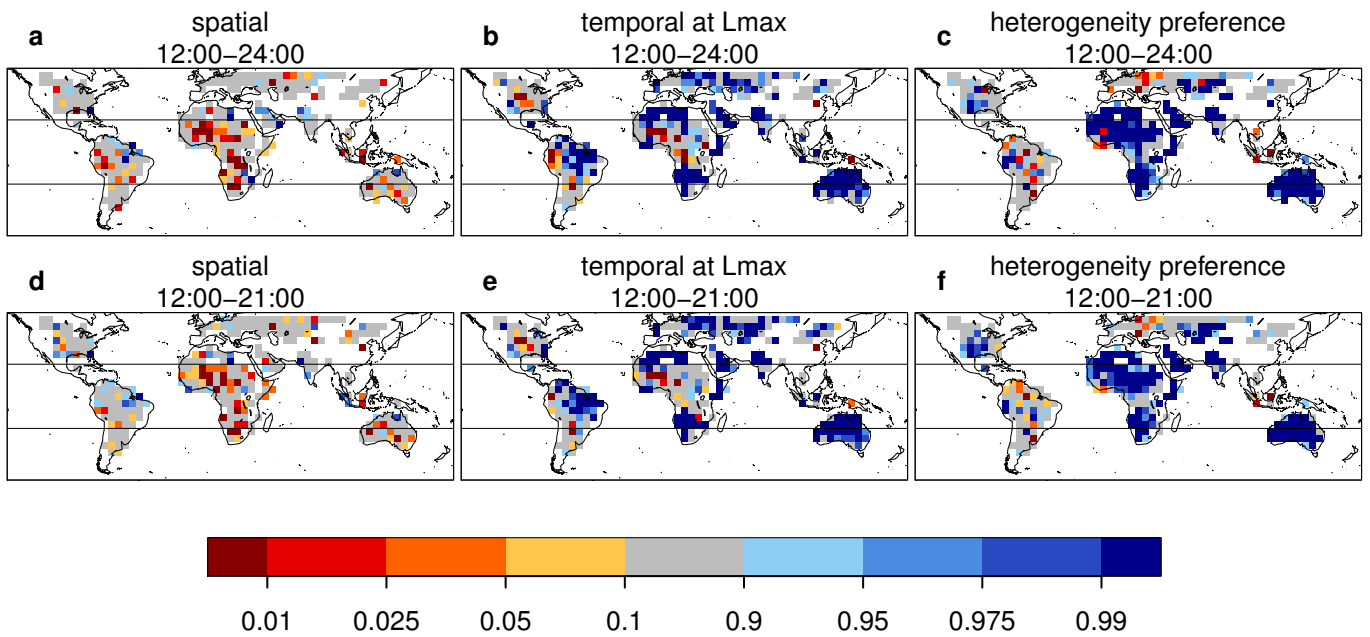 a
spatial
12:00–24:00
b
temporal at Lmax
12:00–24:00
c
heterogeneity preference
12:00–24:00
d
spatial
12:00–21:00
e
temporal at Lmax
12:00–21:00
f
heterogeneity preference
12:00–21:00
0.01 0.025 0.05 0.1 0.9 0.95 0.975 0.99